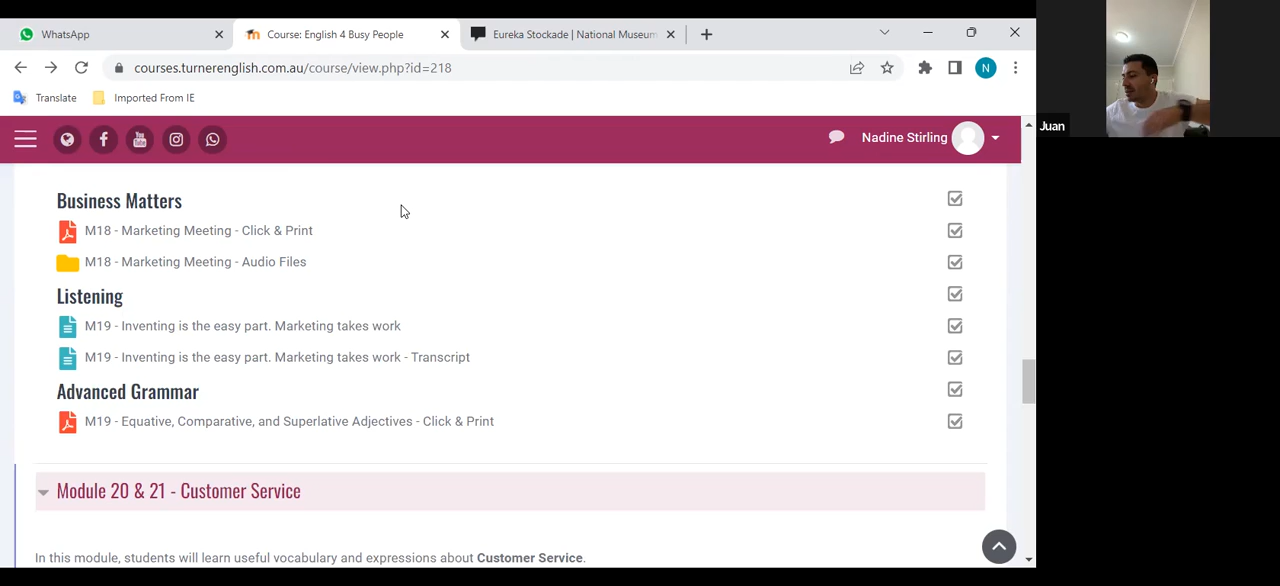 WhatsApp
Course: English 4 Busy People
Eureka Stockade | National Museum
courses.turnerenglish.com.au/course/view.php?id=218
N
Translate
Imported From IE
Nadine Stirling
Juan
Business Matters
M18 - Marketing Meeting - Click & Print
M18 - Marketing Meeting - Audio Files
Listening
M19 - Inventing is the easy part. Marketing takes work
M19 - Inventing is the easy part. Marketing takes work - Transcript
Advanced Grammar
M19 - Equative, Comparative, and Superlative Adjectives - Click & Print
Module 20 & 21 - Customer Service
In this module, students will learn useful vocabulary and expressions about Customer Service.